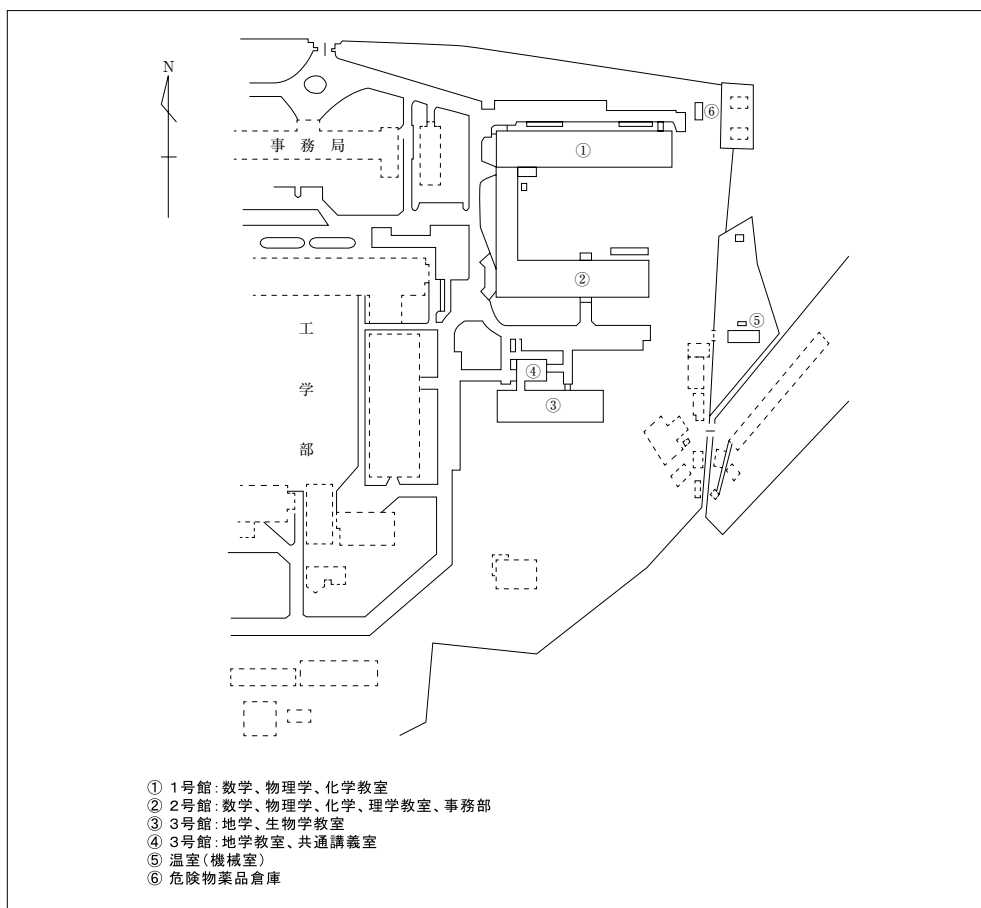 N
⑥
事務局
①
②
工
学
部
⑤
④
③
① 1号館:数学、物理学、化学教室
② 2号館:数学、物理学、化学、理学教室、事務部
③ 3号館:地学、生物学教室
④ 3号館:地学教室、共通講義室
⑤ 温室(機械室)
⑥ 危険物薬品倉庫